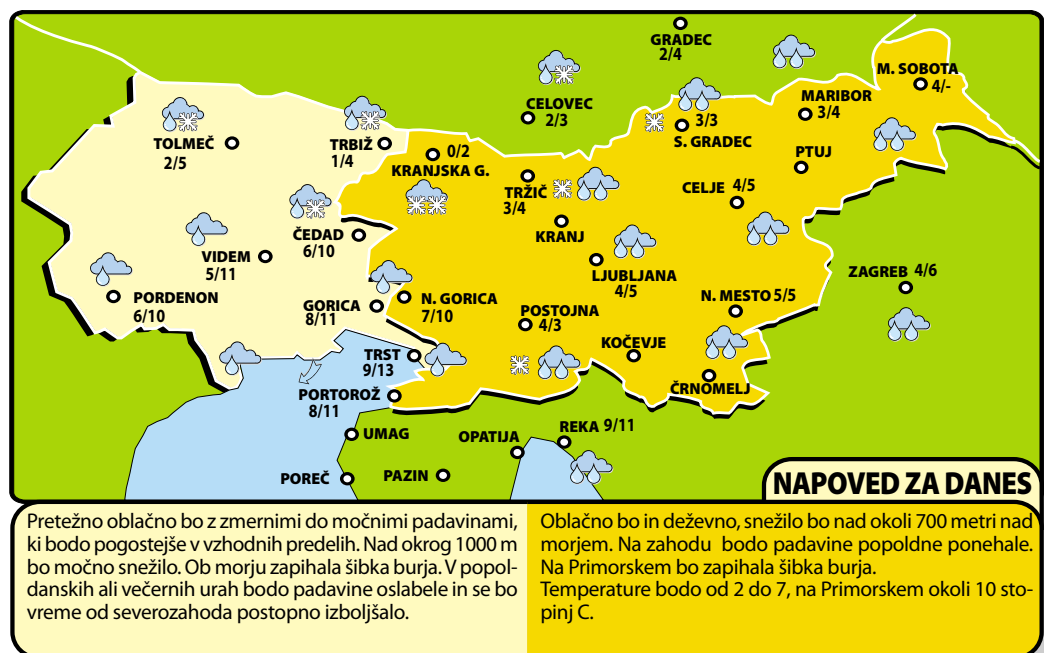 GRADEC
2/4
M. SOBOTA
4/-
CELOVEC
2/3
MARIBOR
3/4
3/3
S. GRADEC
TOLMEČ
2/5
TRBIŽ
1/4
0/2
KRANJSKA G.
PTUJ
TRŽIČ
3/4
CELJE 4/5
KRANJ
ČEDAD
6/10
VIDEM
5/11
LJUBLJANA
4/5
ZAGREB 4/6
PORDENON
6/10
GORICA
8/11
N. GORICA
7/10
N. MESTO 5/5
POSTOJNA
4/3
KOČEVJE
TRST
9/13
ČRNOMELJ
PORTOROŽ
8/11
UMAG
OPATIJA
REKA 9/11
POREČ
PAZIN
NAPOVED ZA DANES
Pretežno oblačno bo z zmernimi do močnimi padavinami,
ki bodo pogostejše v vzhodnih predelih. Nad okrog 1000 m
bo močno snežilo. Ob morju zapihala šibka burja. V popol-
danskih ali večernih urah bodo padavine oslabele in se bo
vreme od severozahoda postopno izboljšalo.
Oblačno bo in deževno, snežilo bo nad okoli 700 metri nad
morjem. Na zahodu bodo padavine popoldne ponehale.
Na Primorskem bo zapihala šibka burja.
Temperature bodo od 2 do 7, na Primorskem okoli 10 sto-
pinj C.